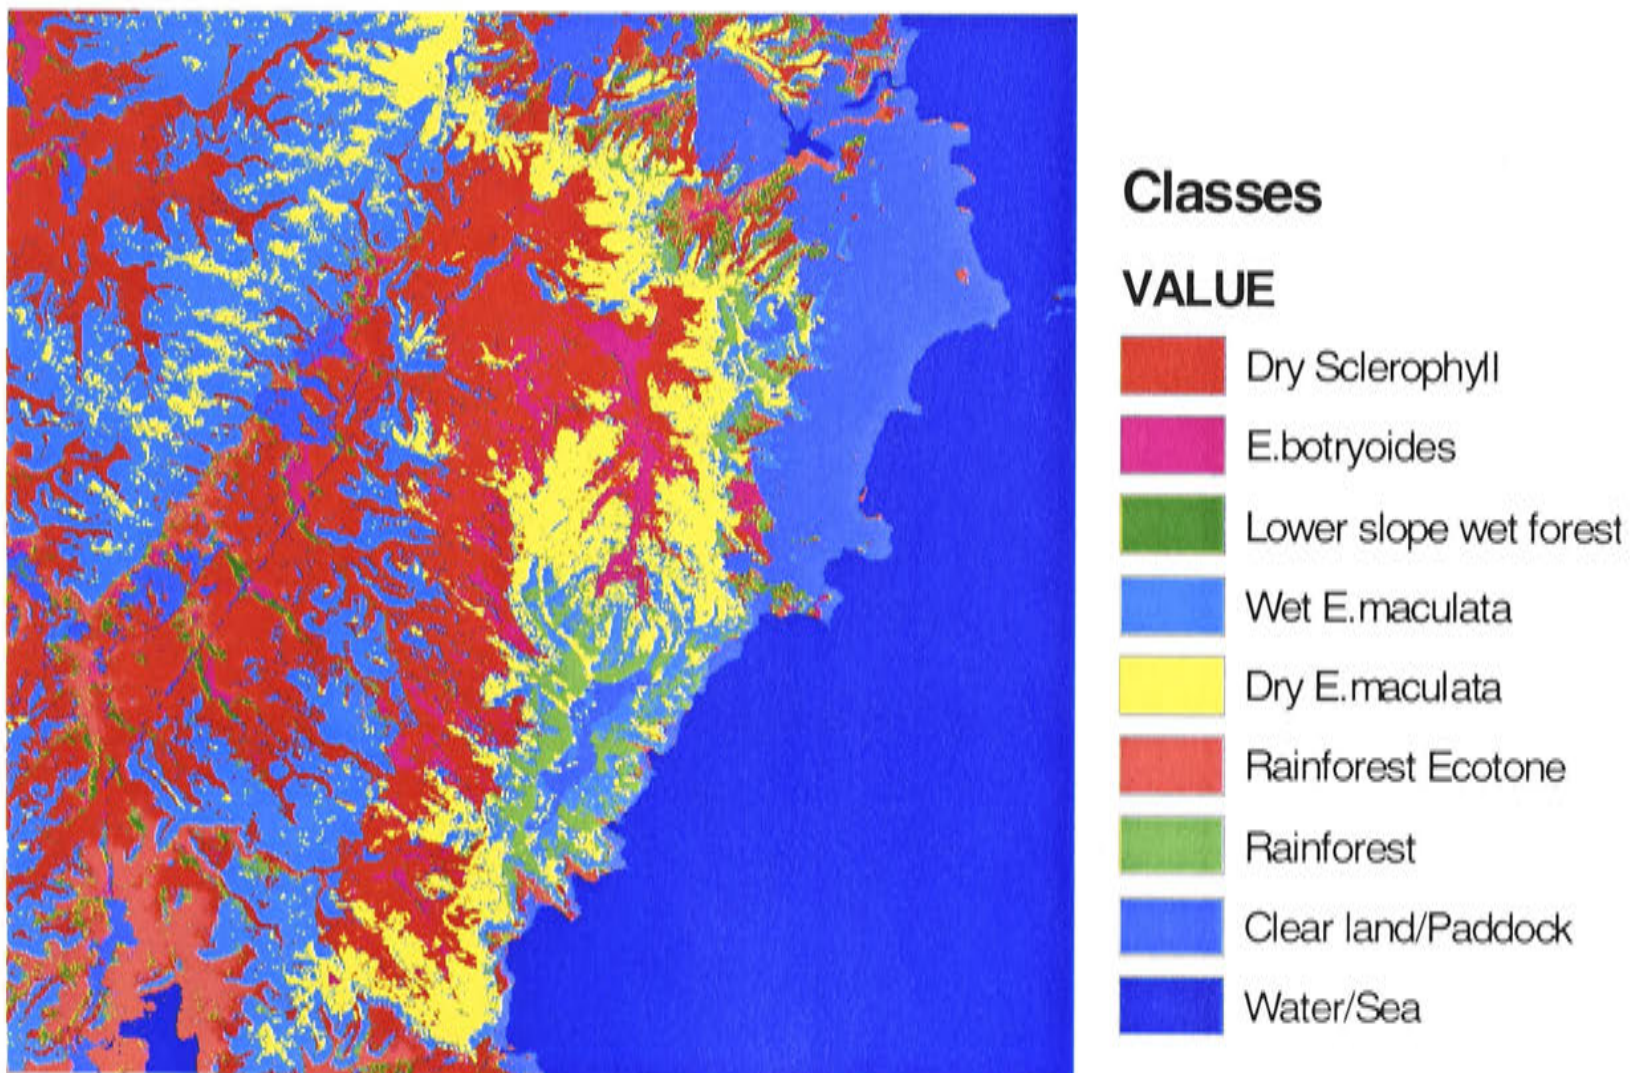 Classes
VALUE
Dry Sclerophyll
E.botryoides
Lower slope wet forest
Wet E.maculata
Dry E.maculata
Rainforest Ecotone
Rainforest
Clear land/Paddock
Water/Sea